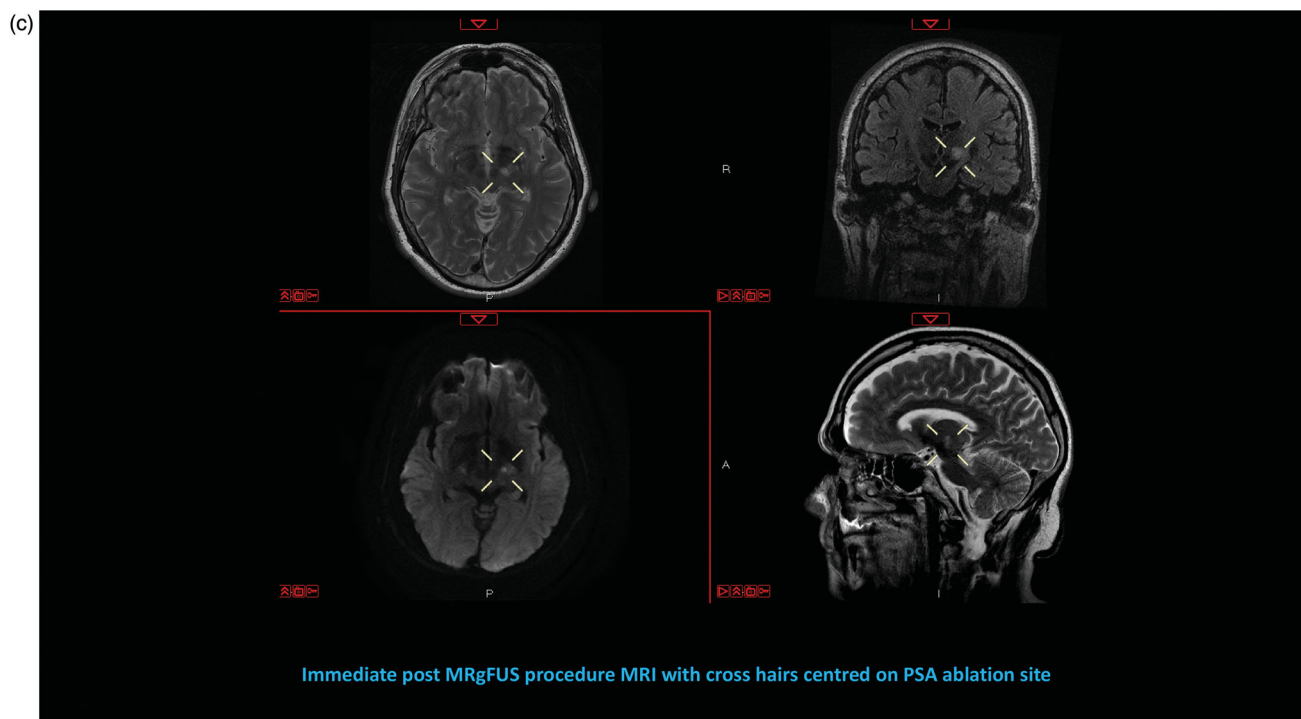 (c)
R
P
I
A
P
I
Immediate post MRgFUS procedure MRI with cross hairs centred on PSA ablation site